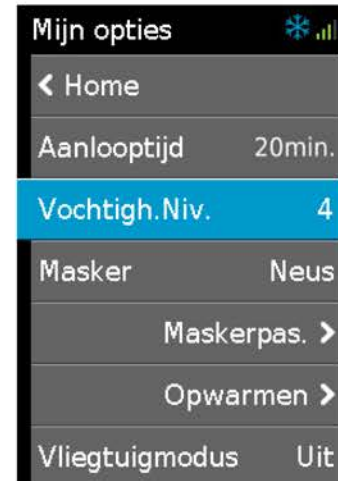 Mijn opties
< Home
Aanlooptijd 20min.
Vochtigh.Niv. 4
Masker Neus
Maskerpas. >
Opwarmen >
Vliegtuigmodus Uit